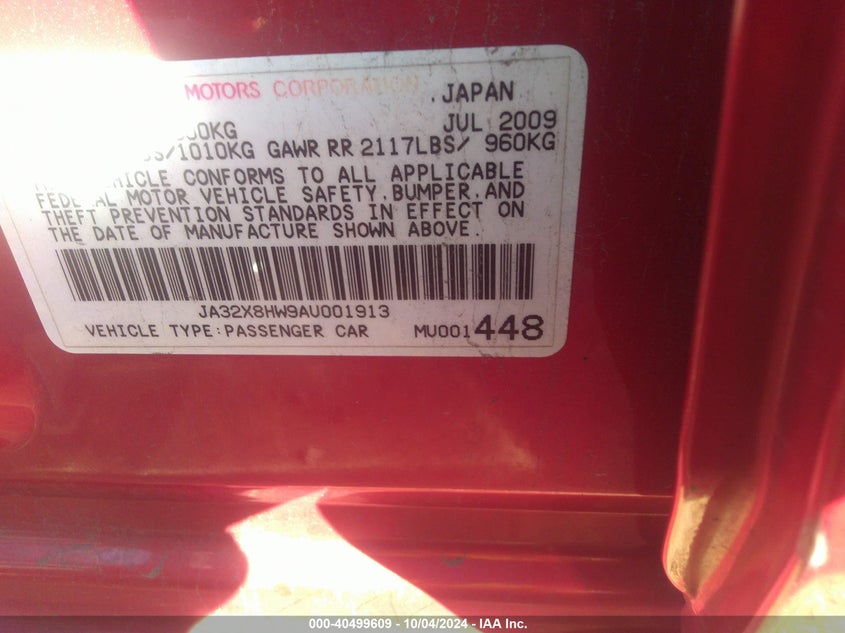 MOTORS CORPORATION JAPAN
0KG JUL 2009
/1010KG GAWR RR 2117LBS/ 960KG
VEHICLE CONFORMS TO ALL APPLICABLE
FEDERAL MOTOR VEHICLE SAFETY, BUMPER, AND
THEFT PREVENTION STANDARDS IN EFFECT ON
THE DATE OF MANUFACTURE SHOWN ABOVE.
JA32X8HW9AU001913
VEHICLE TYPE:PASSENGER CAR MU001448
000-40499609 - 10/04/2024 - IAA Inc.